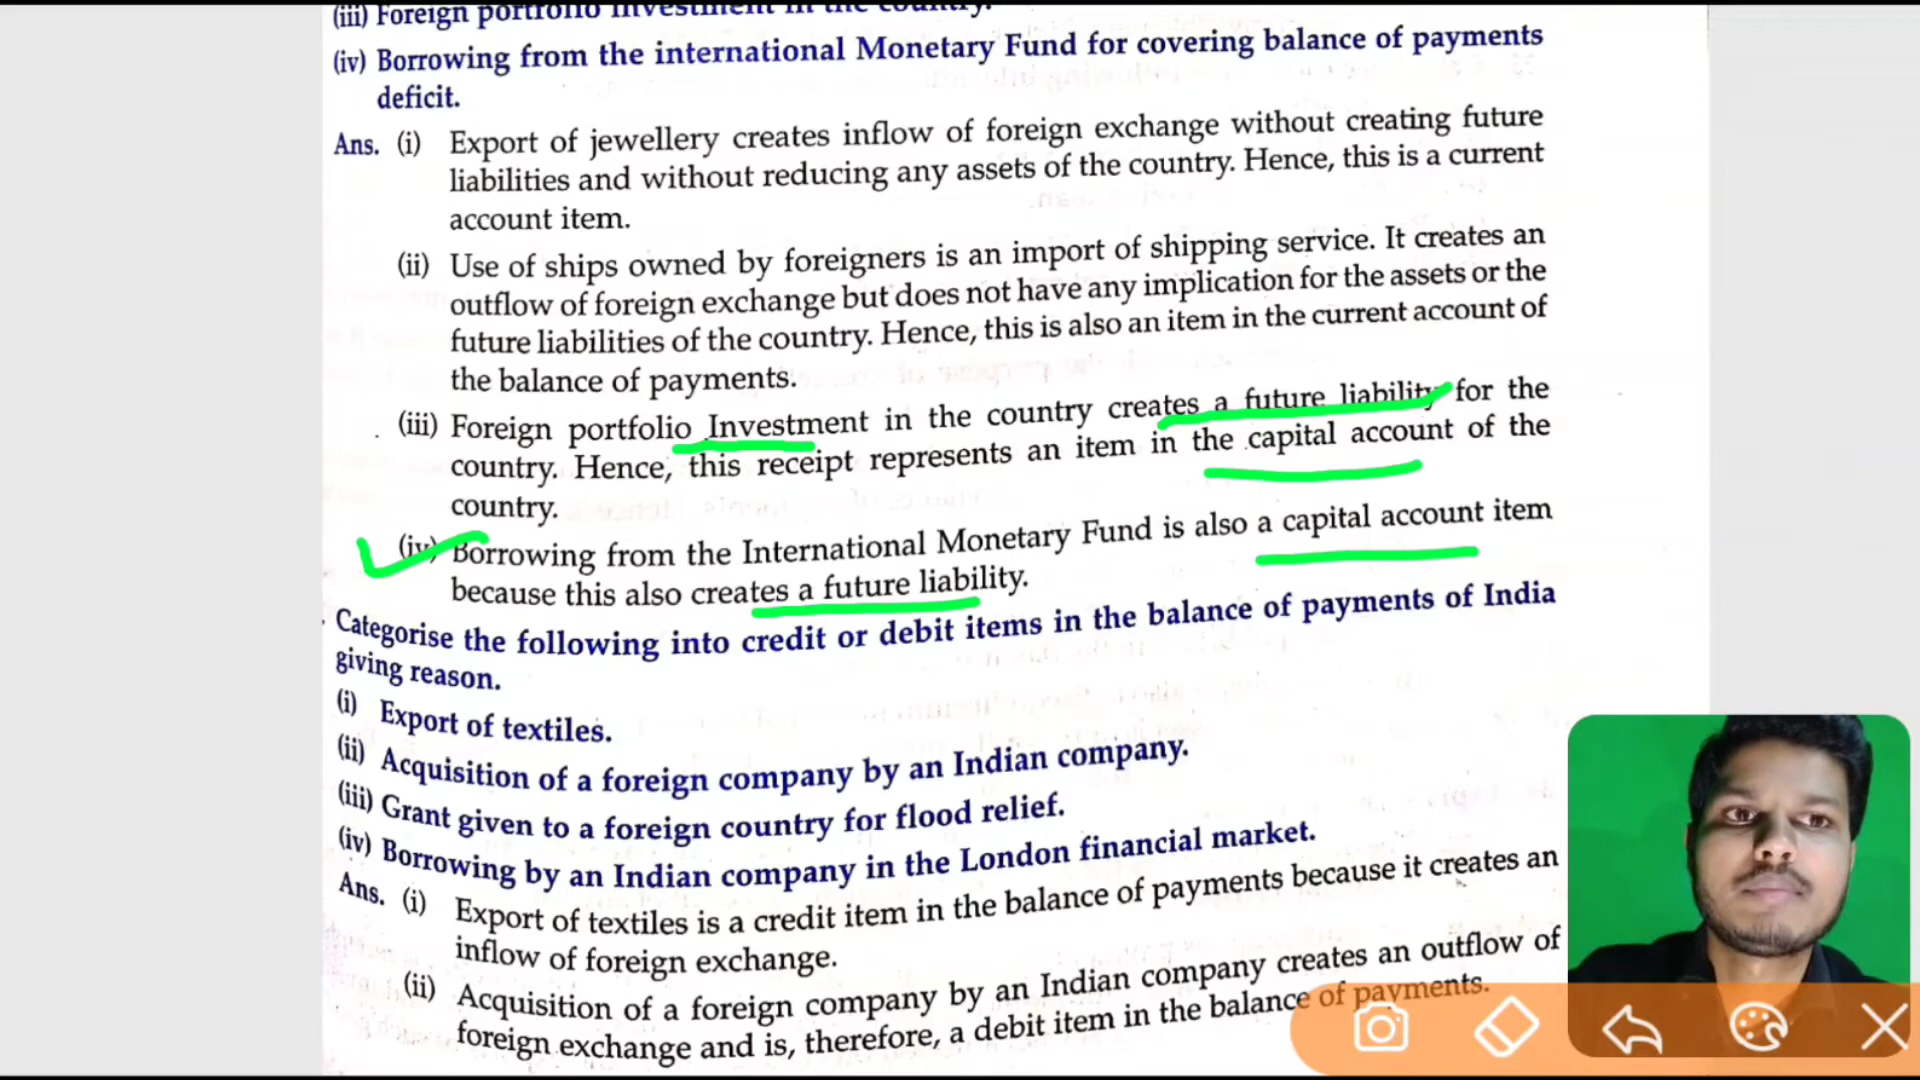 (iii) Foreign portfolio investment in the country.
(iv) Borrowing from the international Monetary Fund for covering balance of payments
deficit.
Ans. (i) Export of jewellery creates inflow of foreign exchange without creating future
liabilities and without reducing any assets of the country. Hence, this is a current
account item.
(ii) Use of ships owned by foreigners is an import of shipping service. It creates an
outflow of foreign exchange but does not have any implication for the assets or the
future liabilities of the country. Hence, this is also an item in the current account of
the balance of payments.
(iii) Foreign portfolio Investment in the country creates a future liability for the
country. Hence, this receipt represents an item in the capital account of the
country.
(iv) Borrowing from the International Monetary Fund is also a capital account item
because this also creates a future liability.
Categorise the following into credit or debit items in the balance of payments of India
giving reason.
(i) Export of textiles.
(ii) Acquisition of a foreign company by an Indian company.
(iii) Grant given to a foreign country for flood relief.
(iv) Borrowing by an Indian company in the London financial market.
Ans. (i) Export of textiles is a credit item in the balance of payments because it creates an
inflow of foreign exchange.
(ii) Acquisition of a foreign company by an Indian company creates an outflow of
foreign exchange and is, therefore, a debit item in the balance of payments.